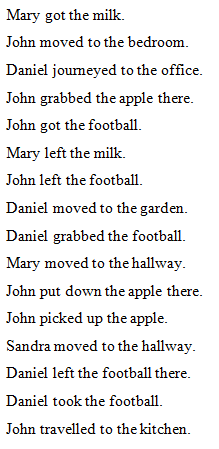 Mary got the milk.
John moved to the bedroom.
Daniel journeyed to the office.
John grabbed the apple there.
John got the football.
Mary left the milk.
John left the football.
Daniel moved to the garden.
Daniel grabbed the football.
Mary moved to the hallway.
John put down the apple there.
John picked up the apple.
Sandra moved to the hallway.
Daniel left the football there.
Daniel took the football.
John travelled to the kitchen.